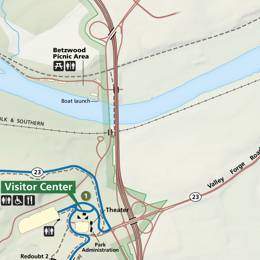 Betzwood
Picnic Area
Boat launch
LK & SOUTHERN
23
Valley Forge Road
Visitor Center
23
1
Theater
Park
Administration
Redoubt 2